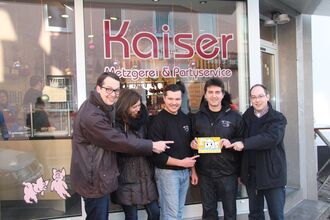 Kaiser
Metzgerei & Partyservice